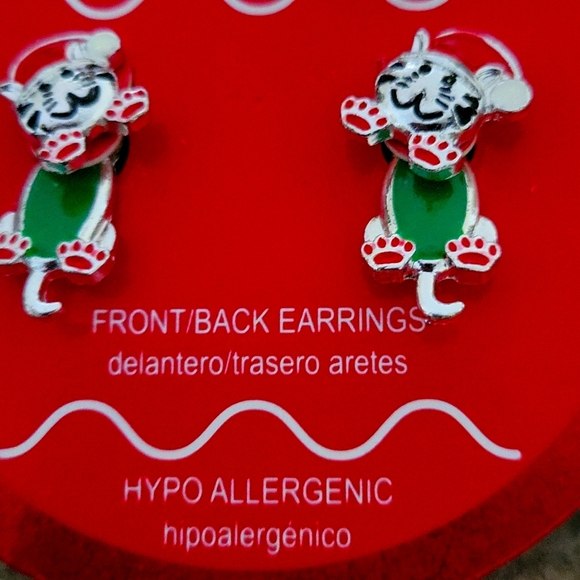 FRONT/BACK EARRINGS
delantero/trasero aretes
HYPO ALLERGENIC
hipoalergénico